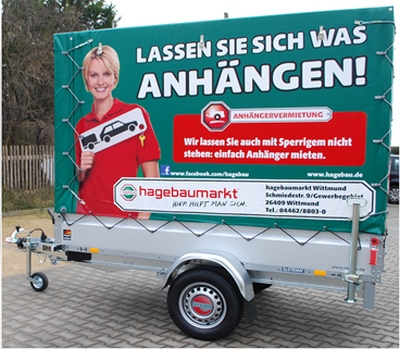 LASSEN SIE SICH WAS
ANHÄNGEN!
ANHÄNGERVERMIETUNG
Wir lassen Sie auch mit Sperrigem nicht
stehen: einfach Anhänger mieten.
www.facebook.com/hagebau
www.hagebau.de
hagebaumarkt
HIER HILFT MAN SICH.
hagebaumarkt Wittmund
Schmiedestr. 9/Gewerbegebiet
26409 Wittmund
Tel.: 04462/8803-0